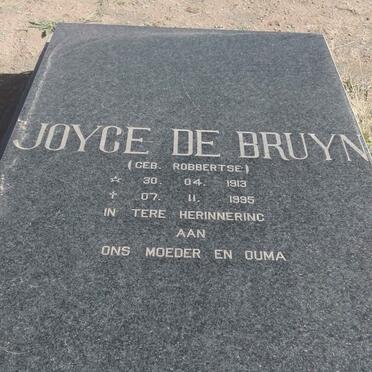 JOYCE DE BRUYN
(GEB. ROBBERTSE)
☆ 30. 04. 1913
✝ 07. 11. 1995
IN TERE HERINNERING
AAN
ONS MOEDER EN OUMA